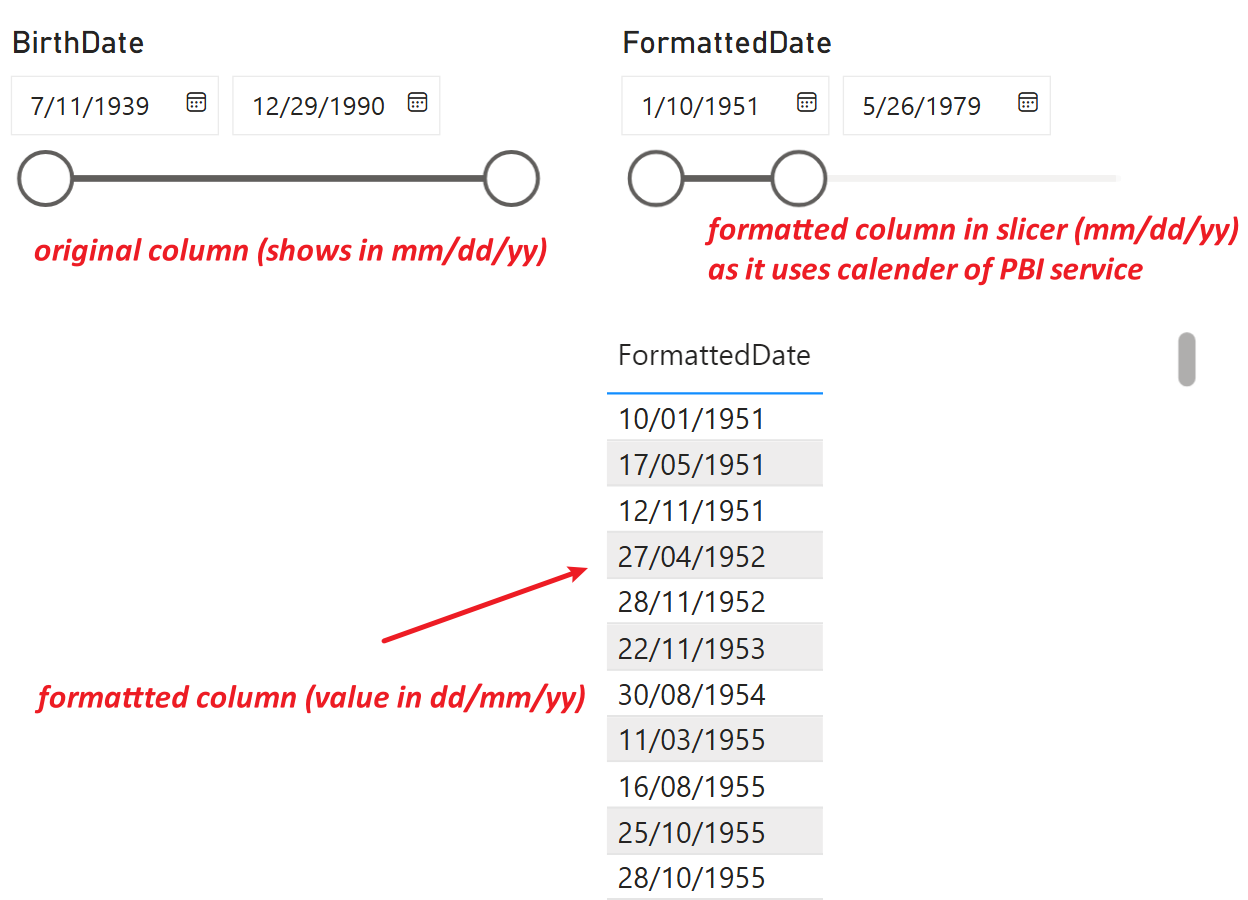 BirthDate
7/11/1939
12/29/1990
original column (shows in mm/dd/yy)
FormattedDate
1/10/1951
5/26/1979
formatted column in slicer (mm/dd/yy)
as it uses calender of PBI service
FormattedDate
10/01/1951
17/05/1951
12/11/1951
27/04/1952
28/11/1952
22/11/1953
30/08/1954
11/03/1955
16/08/1955
25/10/1955
28/10/1955
formattted column (value in dd/mm/yy)